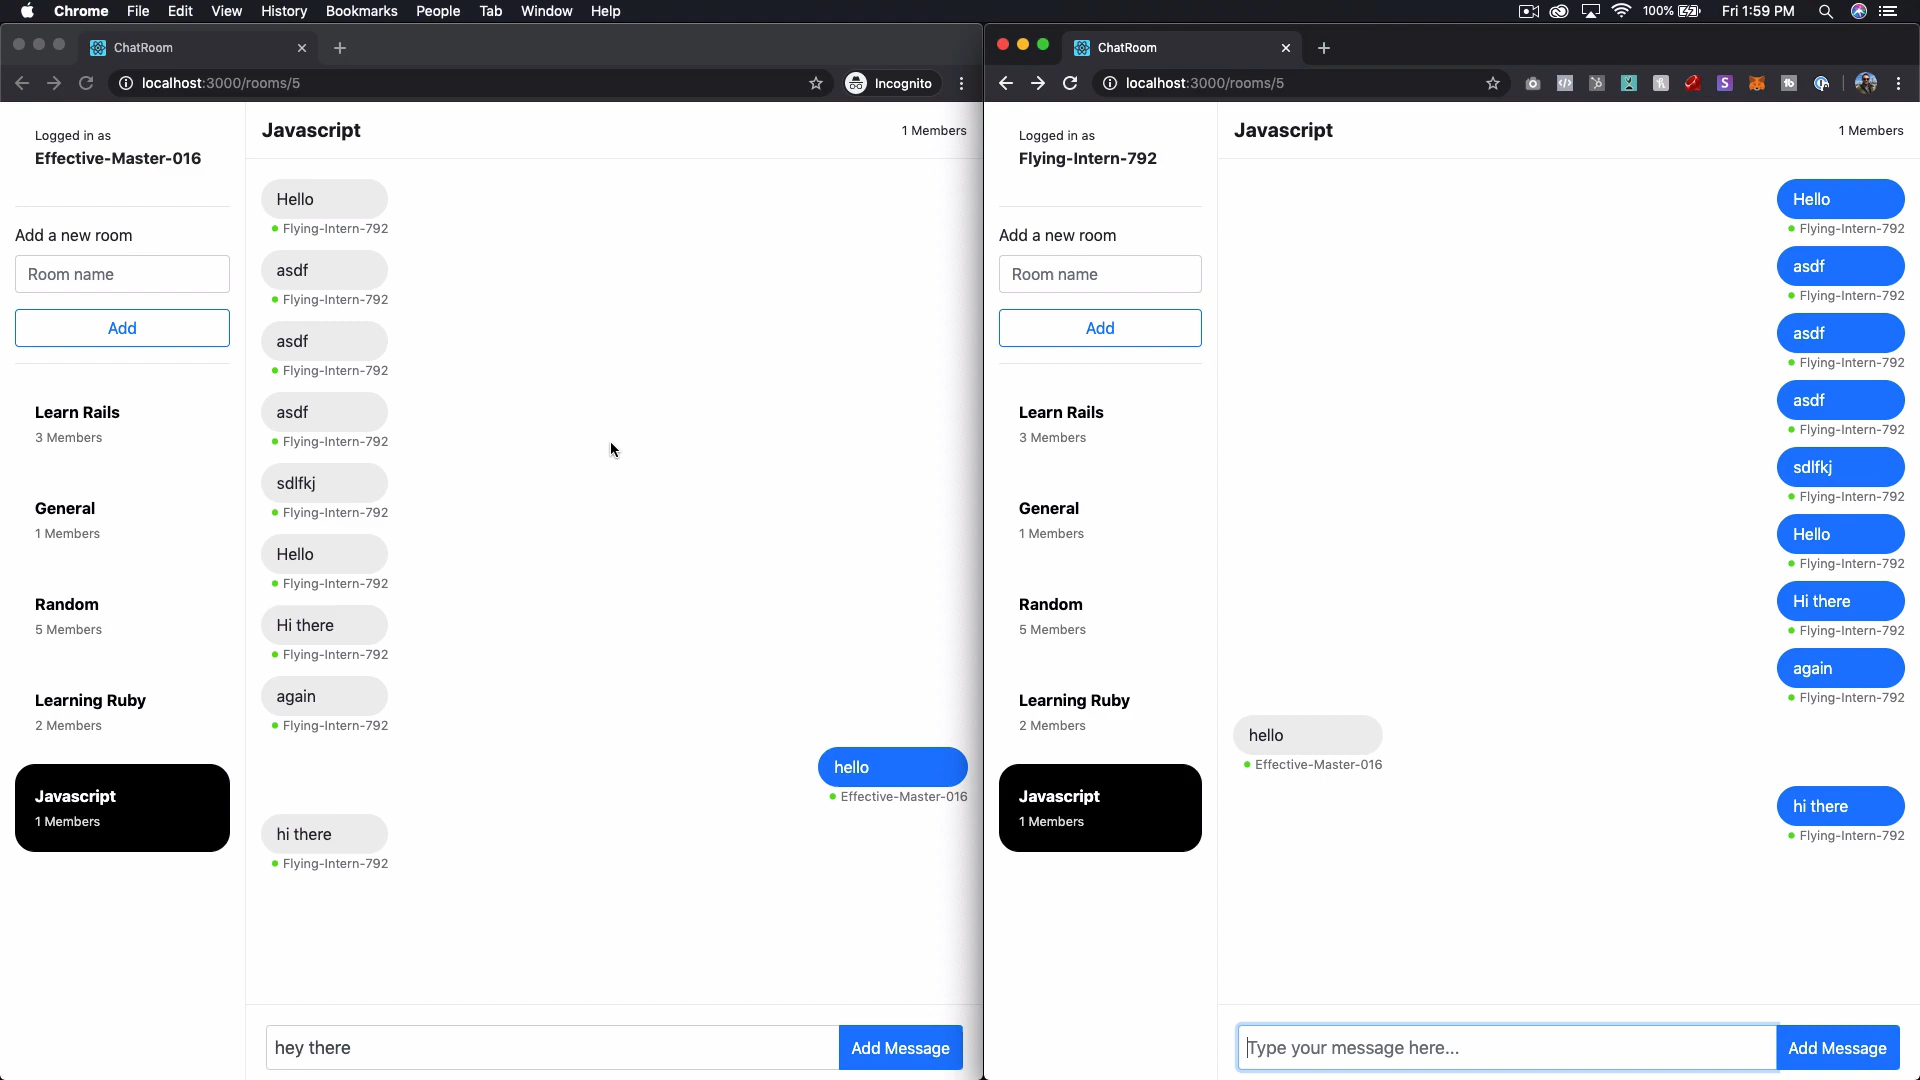 Chrome File Edit View History Bookmarks People Tab Window Help
100% Fri 1:59 PM
ChatRoom
localhost:3000/rooms/5
Incognito
Logged in as
Effective-Master-016
Add a new room
Room name
Add
Learn Rails
3 Members
General
1 Members
Random
5 Members
Learning Ruby
2 Members
Javascript
1 Members
Javascript
1 Members
Hello
Flying-Intern-792
asdf
Flying-Intern-792
asdf
Flying-Intern-792
asdf
Flying-Intern-792
sdlfkj
Flying-Intern-792
Hello
Flying-Intern-792
Hi there
Flying-Intern-792
again
Flying-Intern-792
hello
Effective-Master-016
hi there
Flying-Intern-792
hey there
Add Message
ChatRoom
localhost:3000/rooms/5
S
tb
Logged in as
Flying-Intern-792
Add a new room
Room name
Add
Learn Rails
3 Members
General
1 Members
Random
5 Members
Learning Ruby
2 Members
Javascript
1 Members
Javascript
1 Members
Hello
Flying-Intern-792
asdf
Flying-Intern-792
asdf
Flying-Intern-792
asdf
Flying-Intern-792
sdlfkj
Flying-Intern-792
Hello
Flying-Intern-792
Hi there
Flying-Intern-792
again
Flying-Intern-792
hello
Effective-Master-016
hi there
Flying-Intern-792
Type your message here...
Add Message